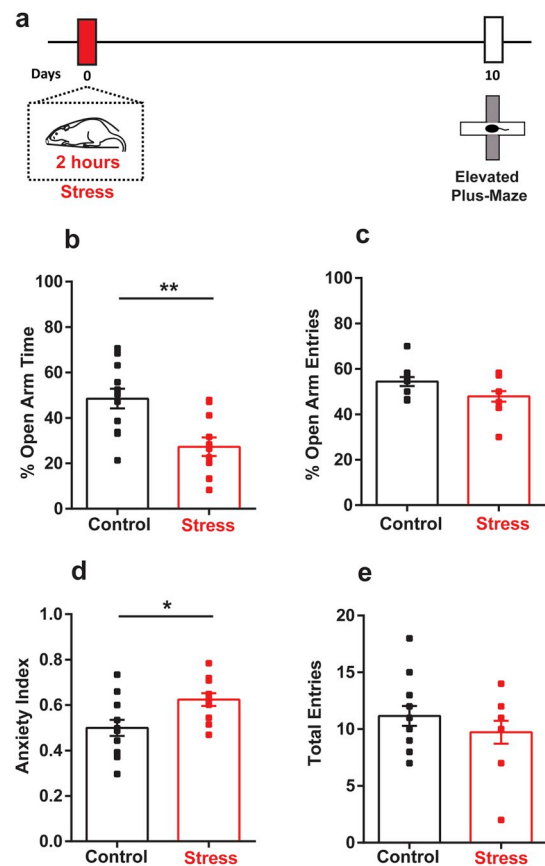 a
Days 0 10
2 hours
Stress
Elevated
Plus-Maze
b
**
% Open Arm Time
100
80
60
40
20
0
Control Stress
c
% Open Arm Entries
100
80
60
40
20
0
Control Stress
d
*
Anxiety Index
1.0
0.8
0.6
0.4
0.2
0.0
Control Stress
e
Total Entries
20
15
10
5
0
Control Stress